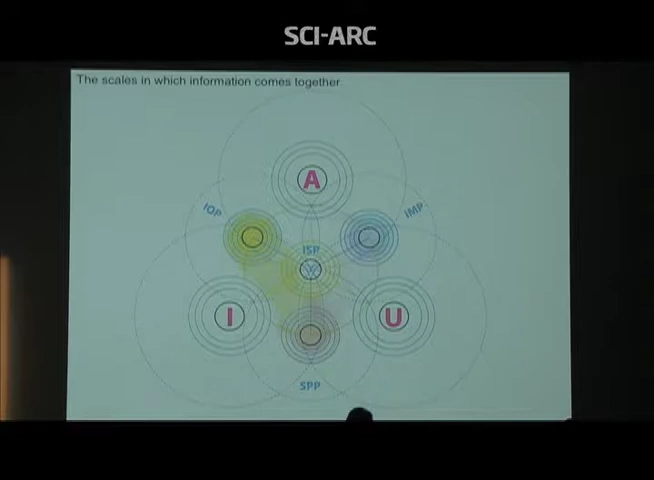 SCI-ARC
The scales in which information comes together
A
IOP
IMP
ISP
I
U
SPP